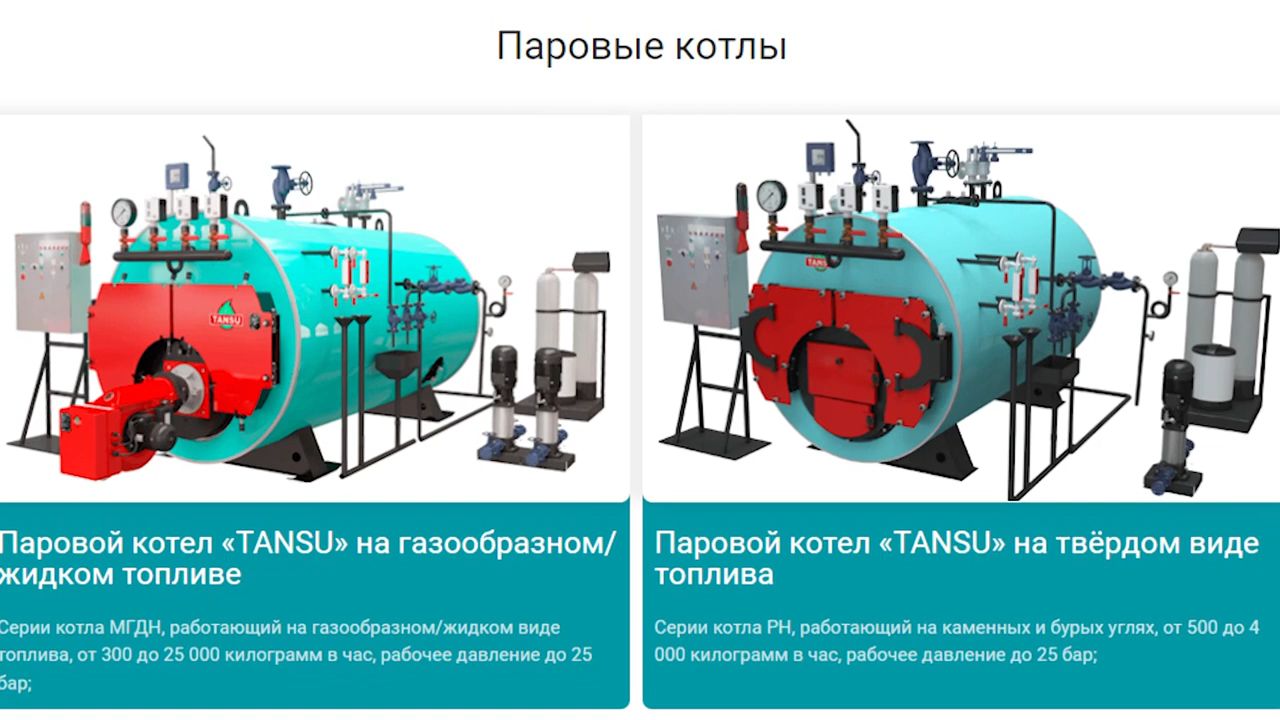 Паровые котлы
TANSU
TANSU
Паровой котел «TANSU» на газообразном/
жидком топливе
Серии котла МГДН, работающий на газообразном/жидком виде
топлива, от 300 до 25 000 килограмм в час, рабочее давление до 25
бар;
Паровой котел «TANSU» на твёрдом виде
топлива
Серии котла РН, работающий на каменных и бурых углях, от 500 до 4
000 килограмм в час, рабочее давление до 25 бар;